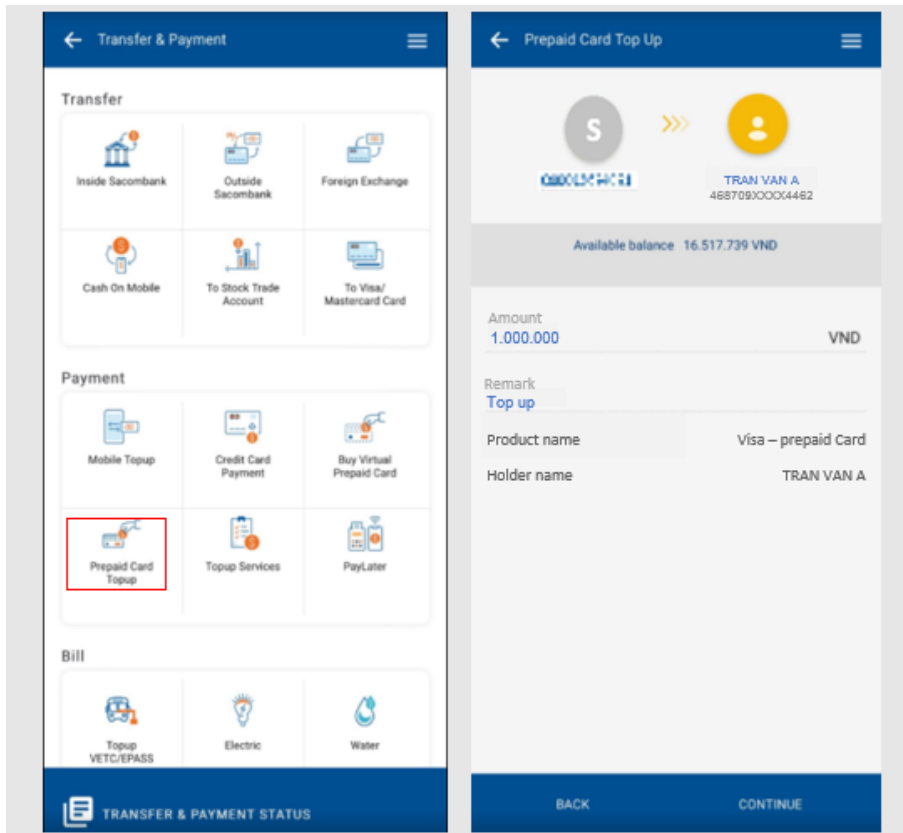 Transfer & Payment
Transfer
Inside Sacombank
Outside
Sacombank
Foreign Exchange
Cash On Mobile
To Stock Trade
Account
To Visa/
Mastercard Card
Payment
Mobile Topup
Credit Card
Payment
Buy Virtual
Prepaid Card
Prepaid Card
Topup
Topup Services
PayLater
Bill
Topup
VETC/EPASS
Electric
Water
TRANSFER & PAYMENT STATUS
Prepaid Card Top Up
S
TRAN VAN A
468709XXXX4462
Available balance 16.517.739 VND
Amount
1.000.000 VND
Remark
Top up
Product name Visa – prepaid Card
Holder name TRAN VAN A
BACK CONTINUE